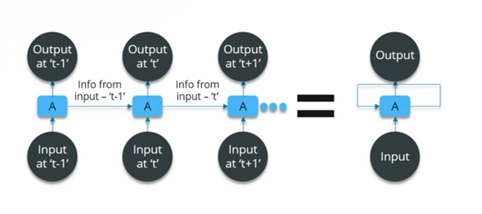 Output
at 't-1'
Output
at 't'
Output
at 't+1'
Output
Info from
input – 't-1'
Info from
input – 't'
A
A
A
A
Input
at 't-1'
Input
at 't'
Input
at 't+1'
Input